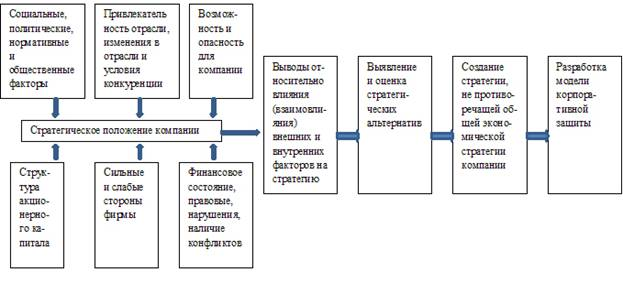 Социальные,
политические,
нормативные
и
общественные
факторы
Привлекатель
ность отрасли,
изменения в
отрасли и
условия
конкуренции
Возмож-
ность и
опасность
для
компании
Стратегическое положение компании
Струк-
тура
акцио-
нерно-
го ка-
питала
Сильные
и слабые
стороны
фирмы
Финансовое
состояние,
правовые,
нарушения,
наличие
конфликтов
Выводы от-
носительно
влияния
(взаимовли-
яния)
внешних и
внутренних
факторов на
стратегию
Выявление
и оценка
стратеги-
ческих
альтернатив
Создание
стратегии,
не противо-
речащей об-
щей эконо-
мической
стратегии
компании
Разработка
модели
корпора-
тивной
защиты